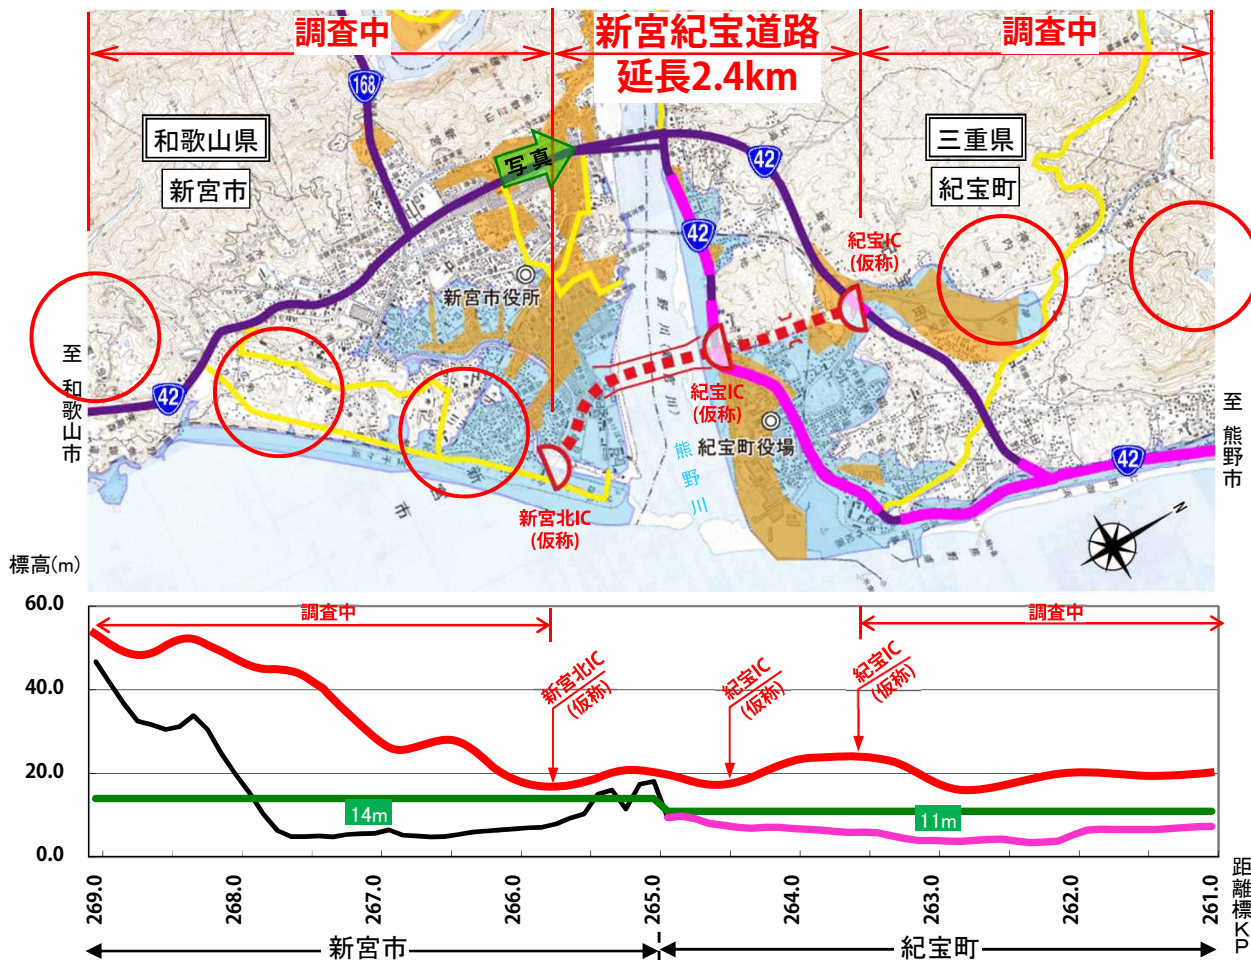 調査中
新宮紀宝道路
延長2.4km
調査中
168
和歌山県
新宮市
写真
42
三重県
紀宝町
42
紀宝IC
(仮称)
新宮市役所
熊野川
至 和歌山市
42
紀宝IC
(仮称)
紀宝町役場
熊野川
42
至 熊野市
新宮北IC
(仮称)
N
標高(m)
60.0
40.0
20.0
0.0
調査中
調査中
新宮北IC
(仮称)
紀宝IC
(仮称)
紀宝IC
(仮称)
14m
11m
269.0
268.0
267.0
266.0
265.0
264.0
263.0
262.0
261.0
距離標KP
新宮市
紀宝町